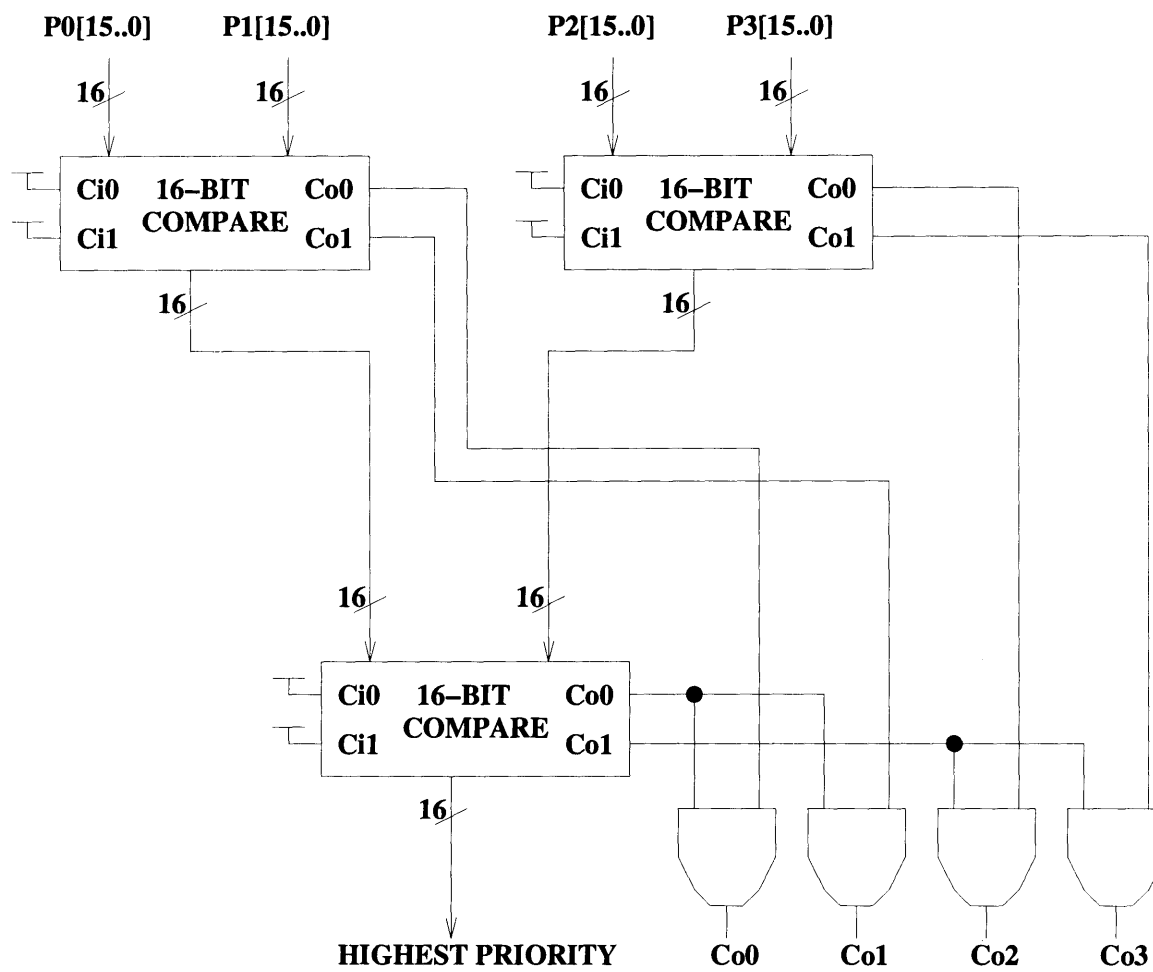 P0[15..0] P1[15..0] P2[15..0] P3[15..0]
16 16 16 16
Ci0 16–BIT Co0
COMPARE
Ci1 Co1
Ci0 16–BIT Co0
COMPARE
Ci1 Co1
16 16
16 16
Ci0 16–BIT Co0
COMPARE
Ci1 Co1
16
HIGHEST PRIORITY Co0 Co1 Co2 Co3